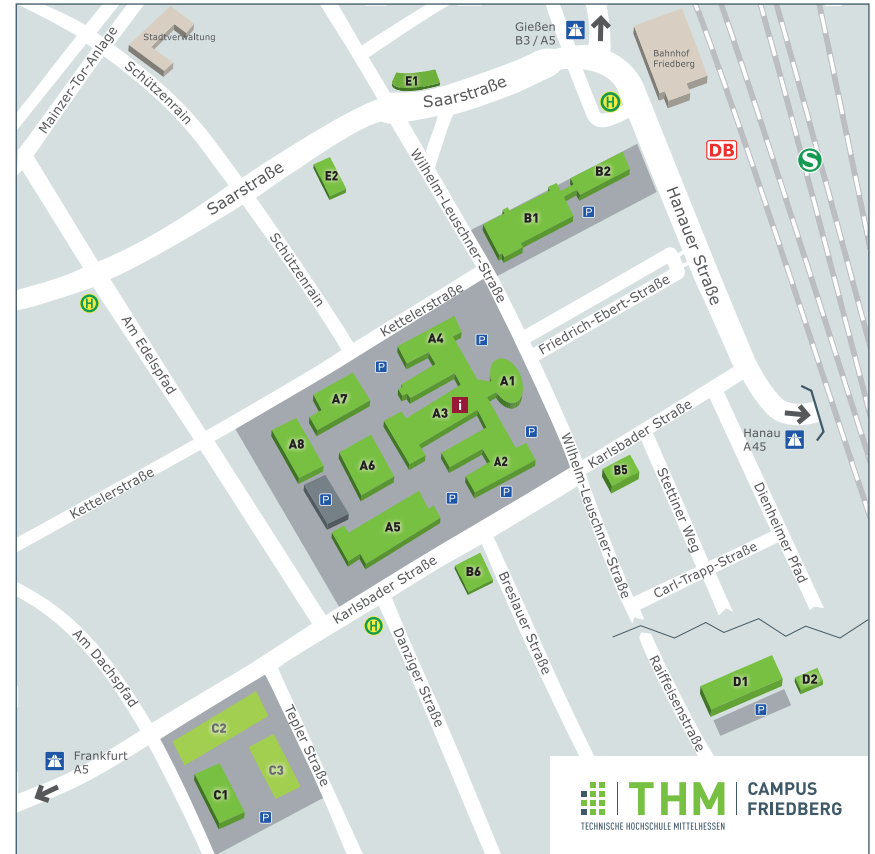 Gießen
B3 / A5
Bahnhof
Friedberg
Stadtverwaltung
Mainzer-Tor-Anlage
Schützenrain
E1
Saarstraße
H
DB
S
Wilhelm-Leuschner-Straße
E2
Saarstraße
B2
B1
P
Hanauer Straße
Schützenrain
H
Am Edelspfad
Kettelerstraße
Friedrich-Ebert-Straße
A4
P
P
A1
A7
A3
i
A8
A6
P
A2
P
P
P
A5
Karlsbader Straße
Hanau
A45
Wilhelm-Leuschner-Straße
B5
Stettiner Weg
Dienheimer Pfad
Kettelerstraße
Carl-Trapp-Straße
Karlsbader Straße
B6
H
Breslauer Straße
Danziger Straße
Am Dachspfad
Raiffeisenstraße
D1
D2
P
Tepler Straße
C2
C3
C1
P
Frankfurt
A5
THM
CAMPUS
FRIEDBERG
TECHNISCHE HOCHSCHULE MITTELHESSEN